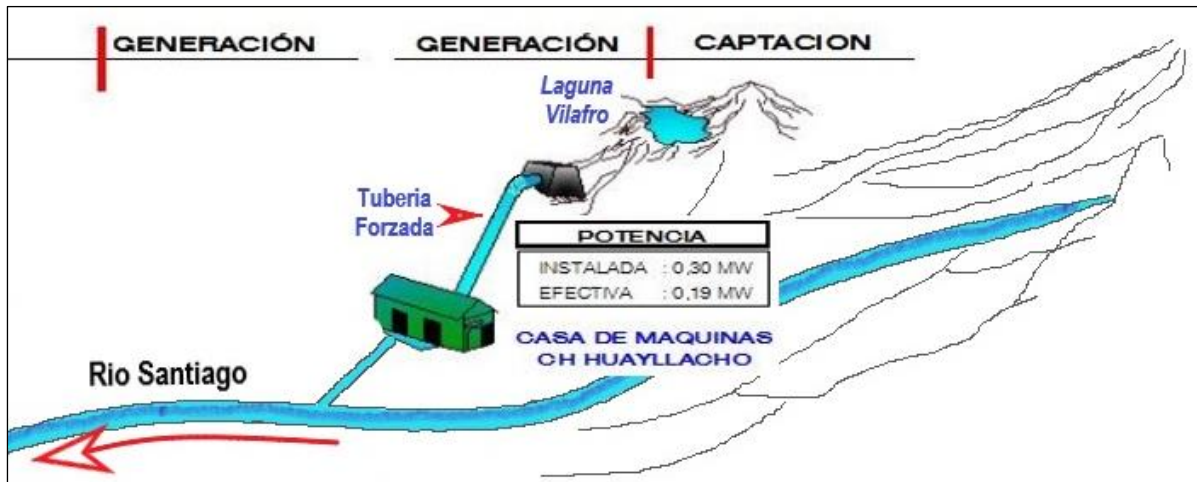 GENERACIÓN
GENERACIÓN
CAPTACION
Laguna
Vilafro
Tuberia
Forzada
POTENCIA
INSTALADA : 0,30 MW
EFECTIVA : 0,19 MW
CASA DE MAQUINAS
CH HUAYLLACHO
Rio Santiago